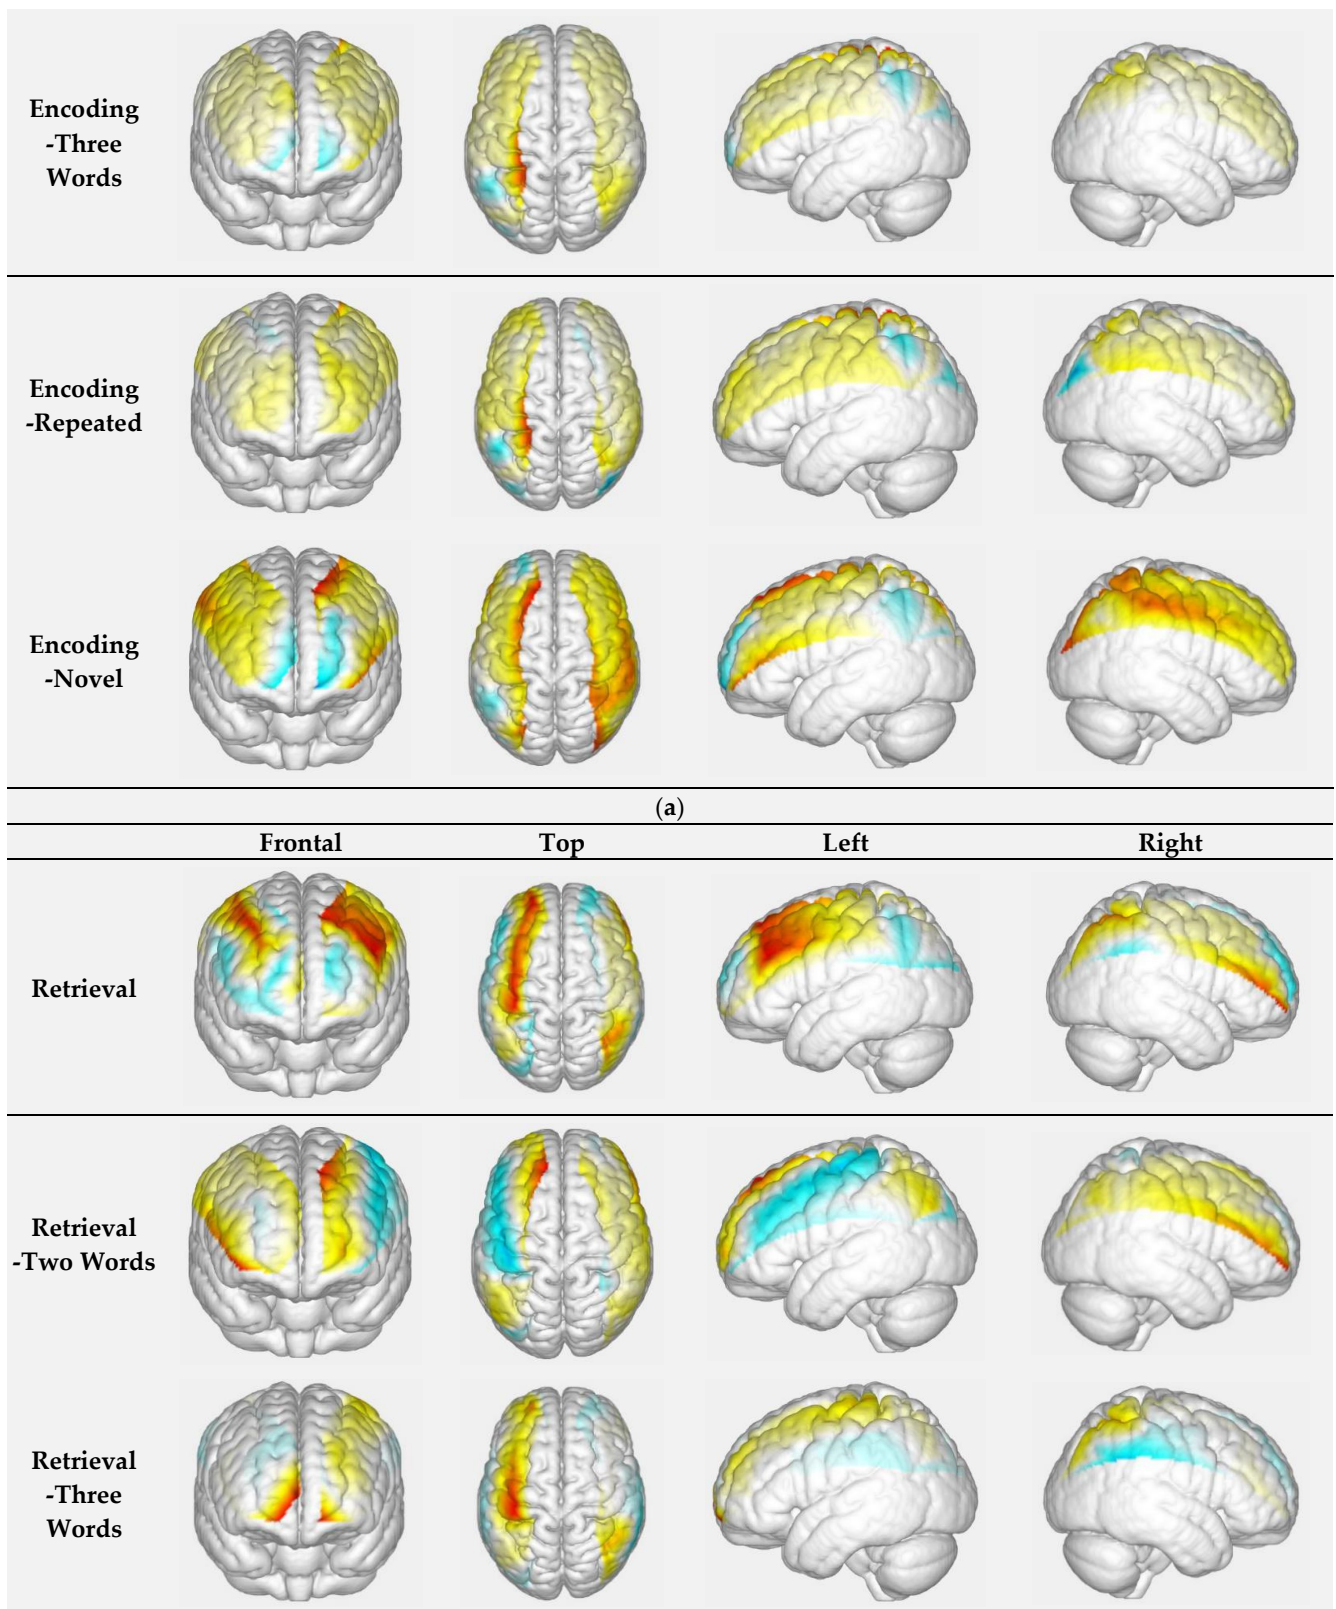 Encoding
-Three
Words
Encoding
-Repeated
Encoding
-Novel
(a)
Frontal Top Left Right
Retrieval
Retrieval
-Two Words
Retrieval
-Three
Words